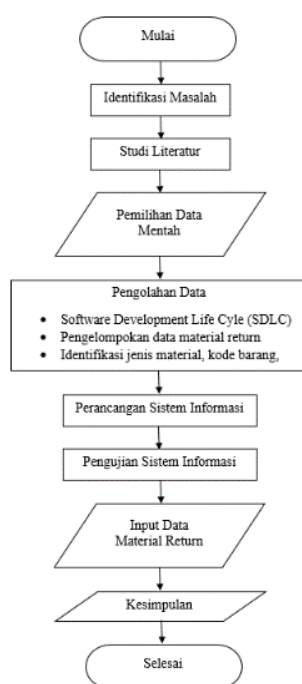 Mulai
Identifikasi Masalah
Studi Literatur
Pemilihan Data
Mentah
Pengolahan Data
• Software Development Life Cyle (SDLC)
• Pengelompokan data material return
• Identifikasi jenis material, kode barang,
Perancangan Sistem Informasi
Pengujian Sistem Informasi
Input Data
Material Return
Kesimpulan
Selesai